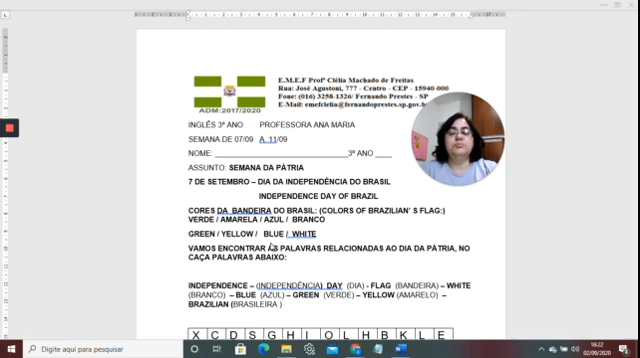 E.M.E.F Profª Clélia Machado de Freitas
Rua: José Agustoni, 777 - Centro - CEP - 15940-000
Fone: (016) 3258-1326/ Fernando Prestes - SP
E-Mail: emefclelia@fernandoprestes.sp.gov.b
ADM:2017/2020
INGLÊS 3º ANO PROFESSORA ANA MARIA
SEMANA DE 07/09 A 11/09
NOME: ______________________________3º ANO ____
ASSUNTO: SEMANA DA PÁTRIA
7 DE SETEMBRO – DIA DA INDEPENDÊNCIA DO BRASIL
INDEPENDENCE DAY OF BRAZIL
CORES DA BANDEIRA DO BRASIL: (COLORS OF BRAZILIAN' S FLAG:)
VERDE / AMARELA / AZUL / BRANCO
GREEN / YELLOW / BLUE / WHITE
VAMOS ENCONTRAR AS PALAVRAS RELACIONADAS AO DIA DA PÁTRIA, NO
CAÇA PALAVRAS ABAIXO:
INDEPENDENCE – (INDEPENDÊNCIA) DAY (DIA) - FLAG (BANDEIRA) – WHITE
(BRANCO) – BLUE (AZUL) – GREEN (VERDE) – YELLOW (AMARELO) –
BRAZILIAN (BRASILEIRA )
X C D S G H I O L H B K L E
Digite aqui para pesquisar
16:22
02/09/2020